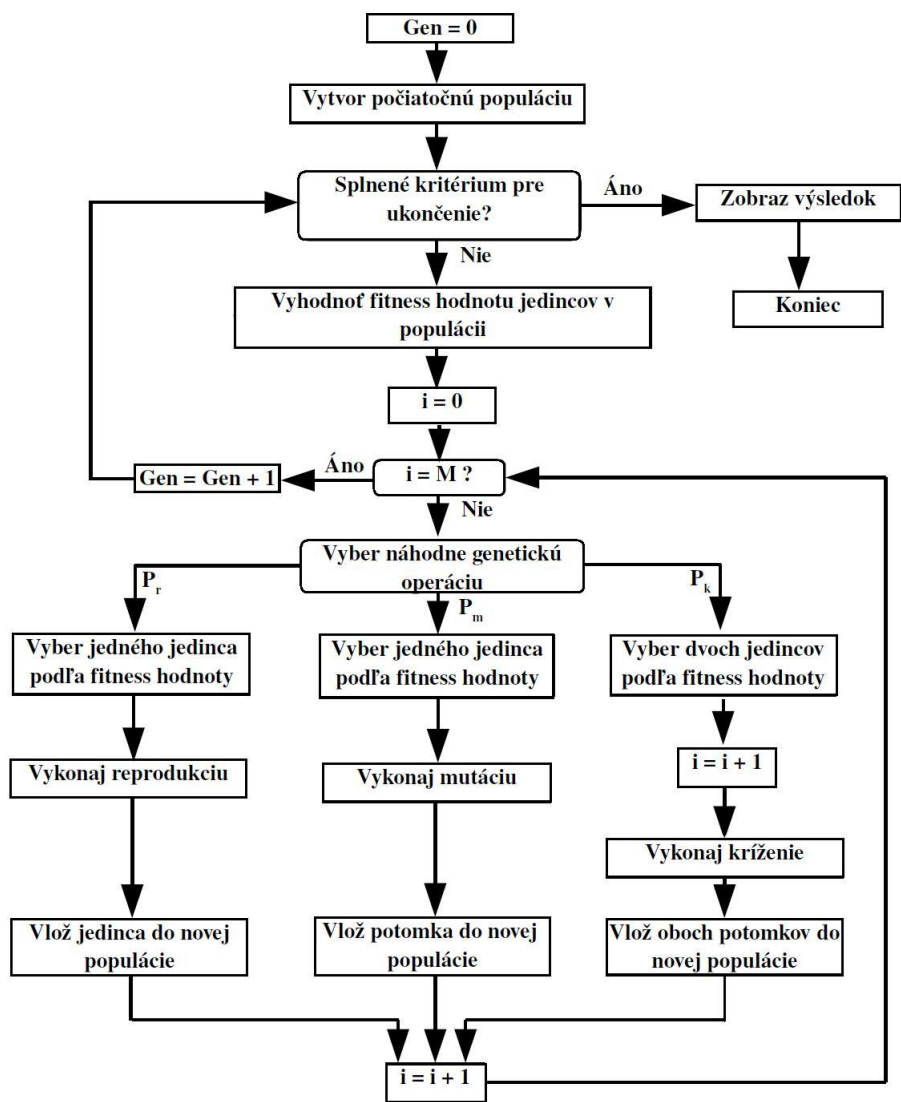 Gen = 0
Vytvor počiatočnú populáciu
Splnené kritérium pre
ukončenie?
Áno
Zobraz výsledok
Nie
Koniec
Vyhodnoť fitness hodnotu jedincov v
populácii
i = 0
Gen = Gen + 1
Áno
i = M ?
Nie
Vyber náhodne genetickú
operáciu
P_r
P_m
P_k
Vyber jedného jedinca
podľa fitness hodnoty
Vyber jedného jedinca
podľa fitness hodnoty
Vyber dvoch jedincov
podľa fitness hodnoty
i = i + 1
Vykonaj reprodukciu
Vykonaj mutáciu
Vykonaj kríženie
Vlož jedinca do novej
populácie
Vlož potomka do novej
populácie
Vlož oboch potomkov do
novej populácie
i = i + 1